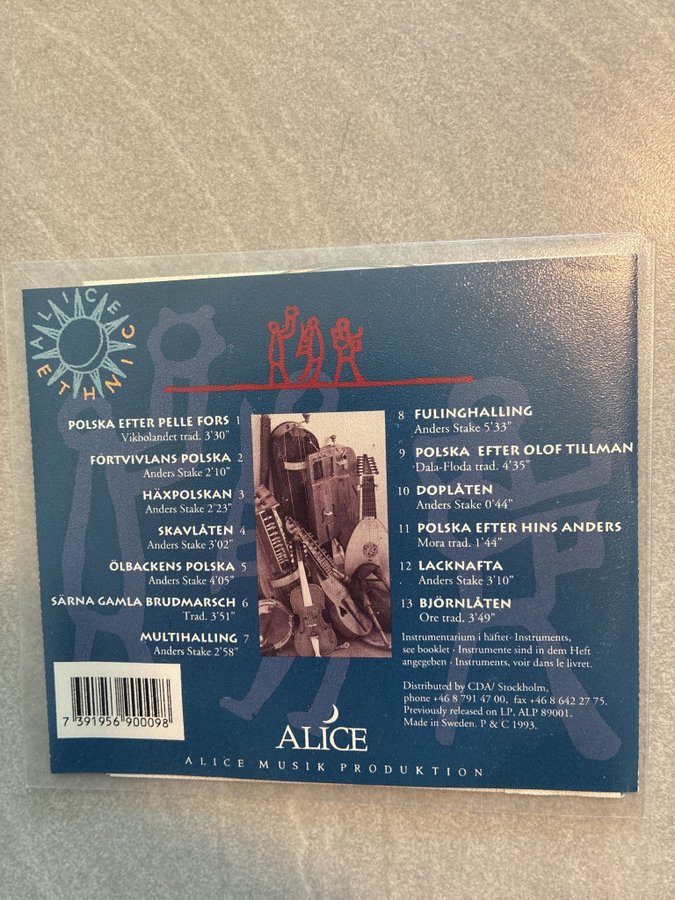 ALICE
ETHNIC
POLSKA EFTER PELLE FORS 1
Vikbolandet trad. 3'30"
FÖRTVIVLANS POLSKA 2
Anders Stake 2'10"
HÄXPOLSKAN 3
Anders Stake 2'23"
SKAVLÅTEN 4
Anders Stake 3'02"
ÖLBACKENS POLSKA 5
Anders Stake 4'05"
SÄRNA GAMLA BRUDMARSCH 6
Trad. 3'51"
MULTIHALLING 7
Anders Stake 2'58"
8 FULINGHALLING
Anders Stake 5'33"
9 POLSKA EFTER OLOF TILLMAN
Dala-Floda trad. 4'35"
10 DOPLÅTEN
Anders Stake 0'44"
11 POLSKA EFTER HINS ANDERS
Mora trad. 1'44"
12 LACKNAFTA
Anders Stake 3'10"
13 BJÖRNLÅTEN
Ore trad. 3'49"
Instrumentarium i häftet· Instruments,
see booklet · Instrumente sind in dem Heft
angegeben · Instruments, voir dans le livret.
Distributed by CDA/ Stockholm,
phone +46 8 791 47 00, fax +46 8 642 27 75.
Previously released on LP, ALP 89001.
Made in Sweden. P & C 1993.
7 391956 900098
ALICE
ALICE MUSIK PRODUKTION